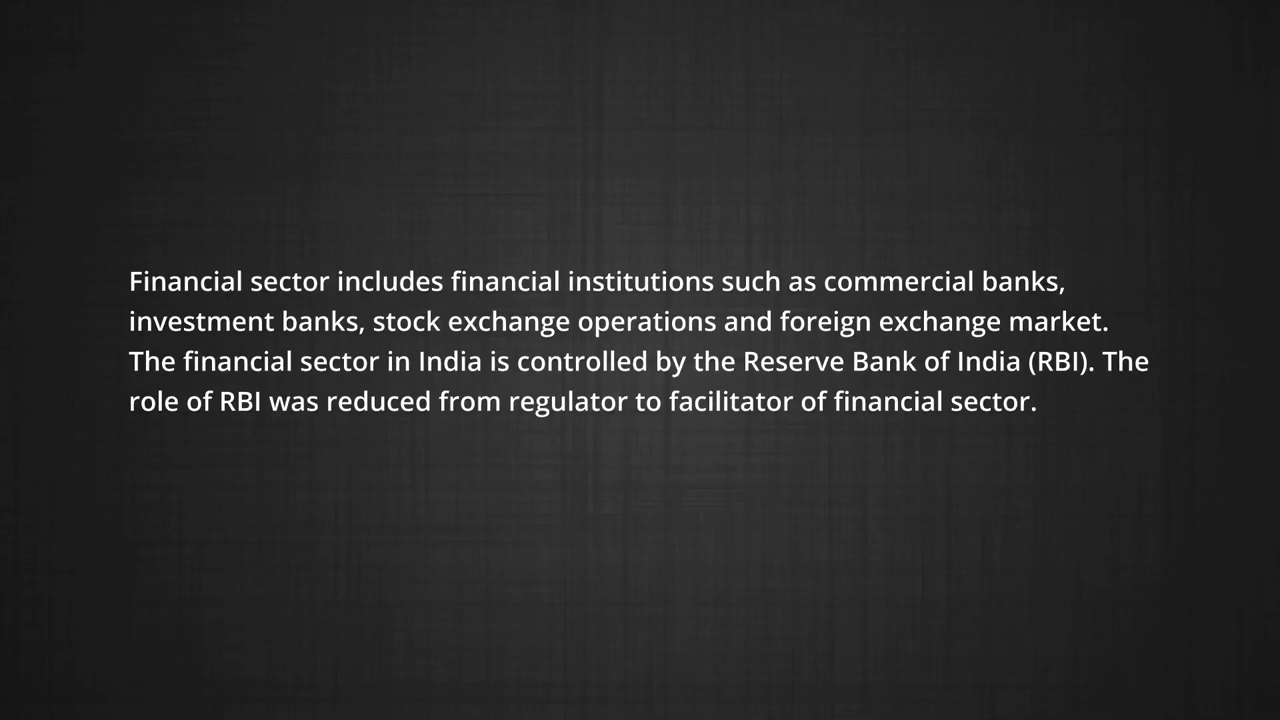 Financial sector includes financial institutions such as commercial banks,
investment banks, stock exchange operations and foreign exchange market.
The financial sector in India is controlled by the Reserve Bank of India (RBI). The
role of RBI was reduced from regulator to facilitator of financial sector.